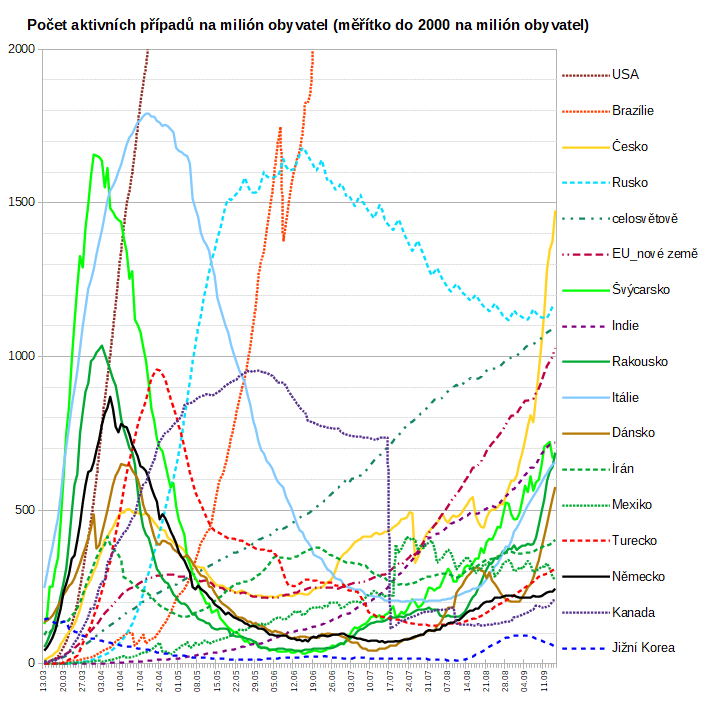 Počet aktivních případů na milión obyvatel (měřítko do 2000 na milión obyvatel)
2000
1500
1000
500
0
13.03
20.03
27.03
03.04
10.04
17.04
24.04
01.05
08.05
15.05
22.05
29.05
05.06
12.06
19.06
26.06
03.07
10.07
17.07
24.07
31.07
07.08
14.08
21.08
28.08
04.09
11.09
USA
Brazílie
Česko
Rusko
celosvětově
EU_nové země
Švýcarsko
Indie
Rakousko
Itálie
Dánsko
Írán
Mexiko
Turecko
Německo
Kanada
Jižní Korea